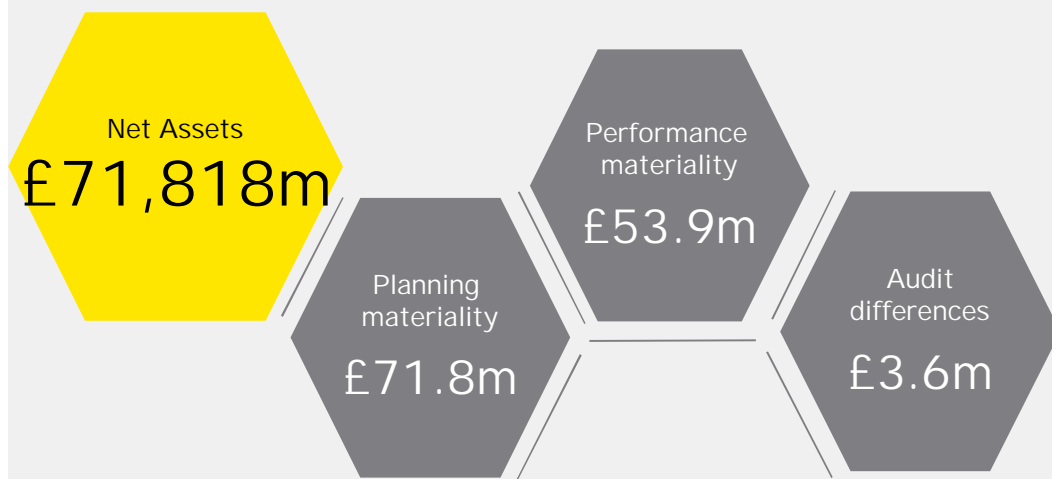 Net Assets
£71,818m
Planning
materiality
£71.8m
Performance
materiality
£53.9m
Audit
differences
£3.6m